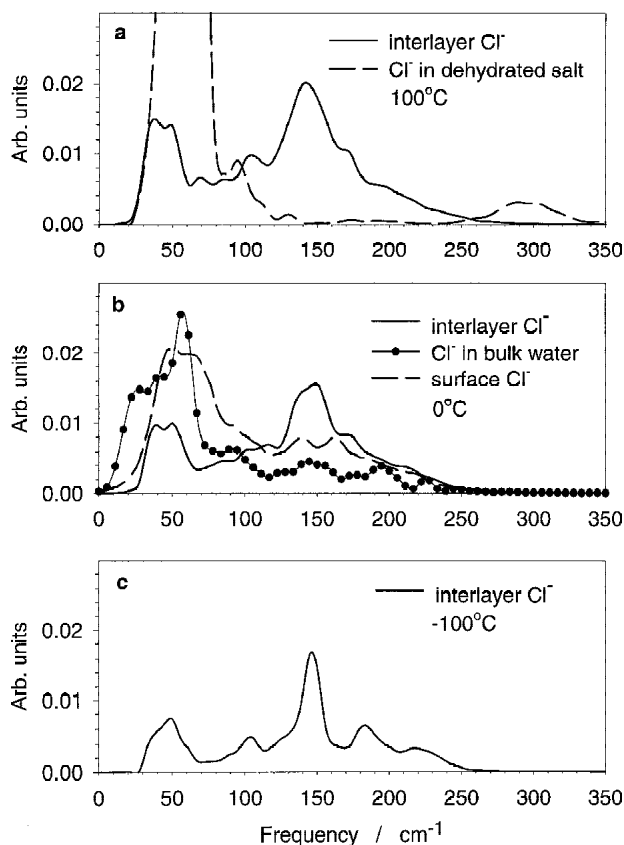 a
interlayer Cl⁻
Cl⁻ in dehydrated salt
100°C
Arb. units
0.02
0.01
0.00
0 50 100 150 200 250 300 350
b
interlayer Cl⁻
Cl⁻ in bulk water
surface Cl⁻
0°C
Arb. units
0.02
0.01
0.00
0 50 100 150 200 250 300 350
c
interlayer Cl⁻
-100°C
Arb. units
0.02
0.01
0.00
0 50 100 150 200 250 300 350
Frequency / cm⁻¹